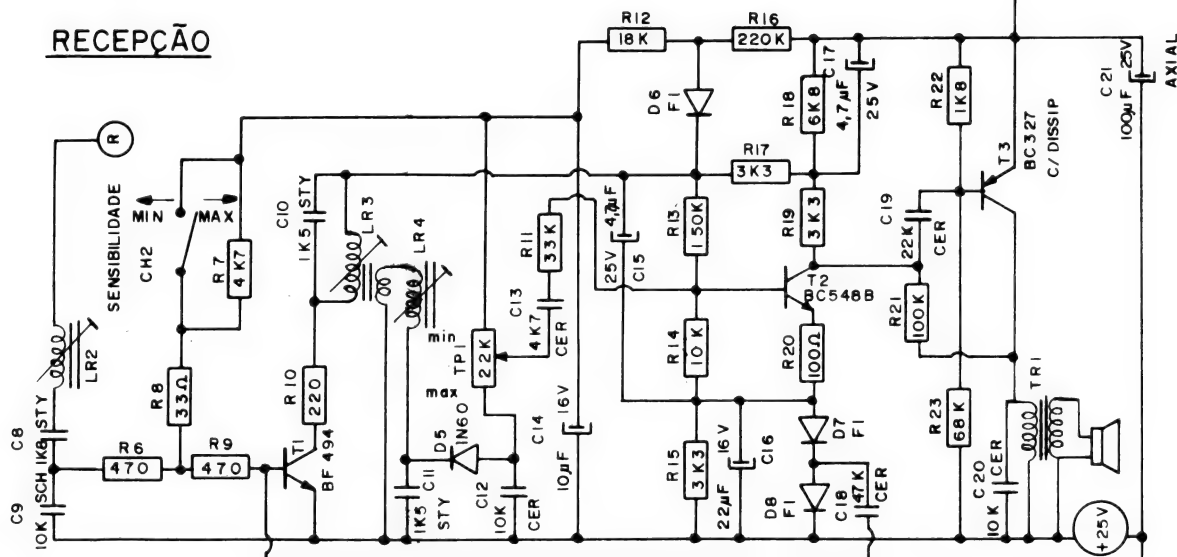 RECEPÇÃO
R
SENSIBILIDADE
MIN
MAX
CH2
R7
4K7
LR2
R8
33Ω
C8
STY
1K8
C9
SCH
10K
R6
470
R9
470
T1
BF 494
R10
220
C10
1K5
STY
LR3
LR4
C11
1K5
STY
D5
1N60
C12
10K
CER
TP1
22K
min
max
R11
33K
C13
4K7
CER
C14
16V
10µF
R12
18K
R16
220K
D6
F1
R17
3K3
R13
150K
C15
4,7µF
25V
R14
10K
R15
3K3
C16
16V
22µF
C17
4,7µF
25V
R18
6K8
R19
3K3
T2
BC548B
R20
100Ω
D7
F1
D8
F1
C18
47K
CER
R21
100K
C19
22K
CER
R22
1K8
R23
68K
T3
BC327
C/ DISSIP
C20
CER
10K
TR1
C21
100µF
25V
AXIAL
+25V